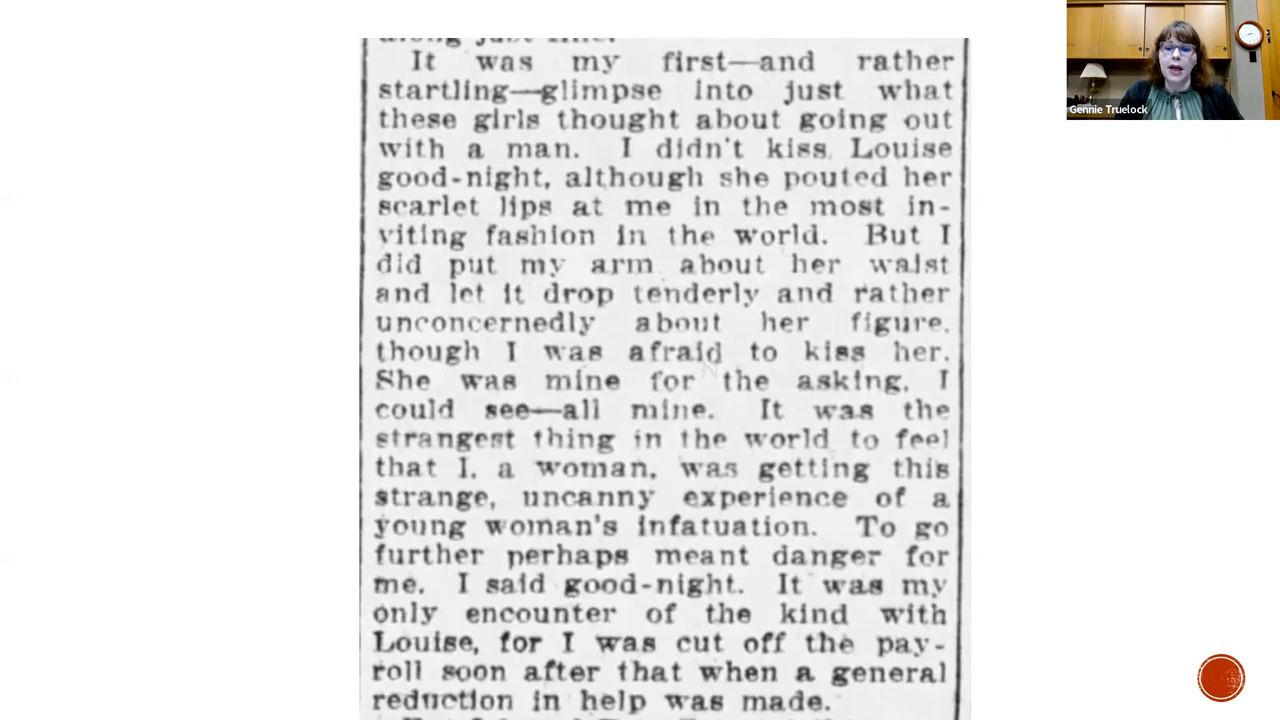 It was my first—and rather
startling—glimpse into just what
these girls thought about going out
with a man. I didn't kiss Louise
good-night, although she pouted her
scarlet lips at me in the most in-
viting fashion in the world. But I
did put my arm about her waist
and let it drop tenderly and rather
unconcernedly about her figure,
though I was afraid to kiss her.
She was mine for the asking, I
could see—all mine. It was the
strangest thing in the world to feel
that I, a woman, was getting this
strange, uncanny experience of a
young woman's infatuation. To go
further perhaps meant danger for
me. I said good-night. It was my
only encounter of the kind with
Louise, for I was cut off the pay-
roll soon after that when a general
reduction in help was made.
Gennie Truelock